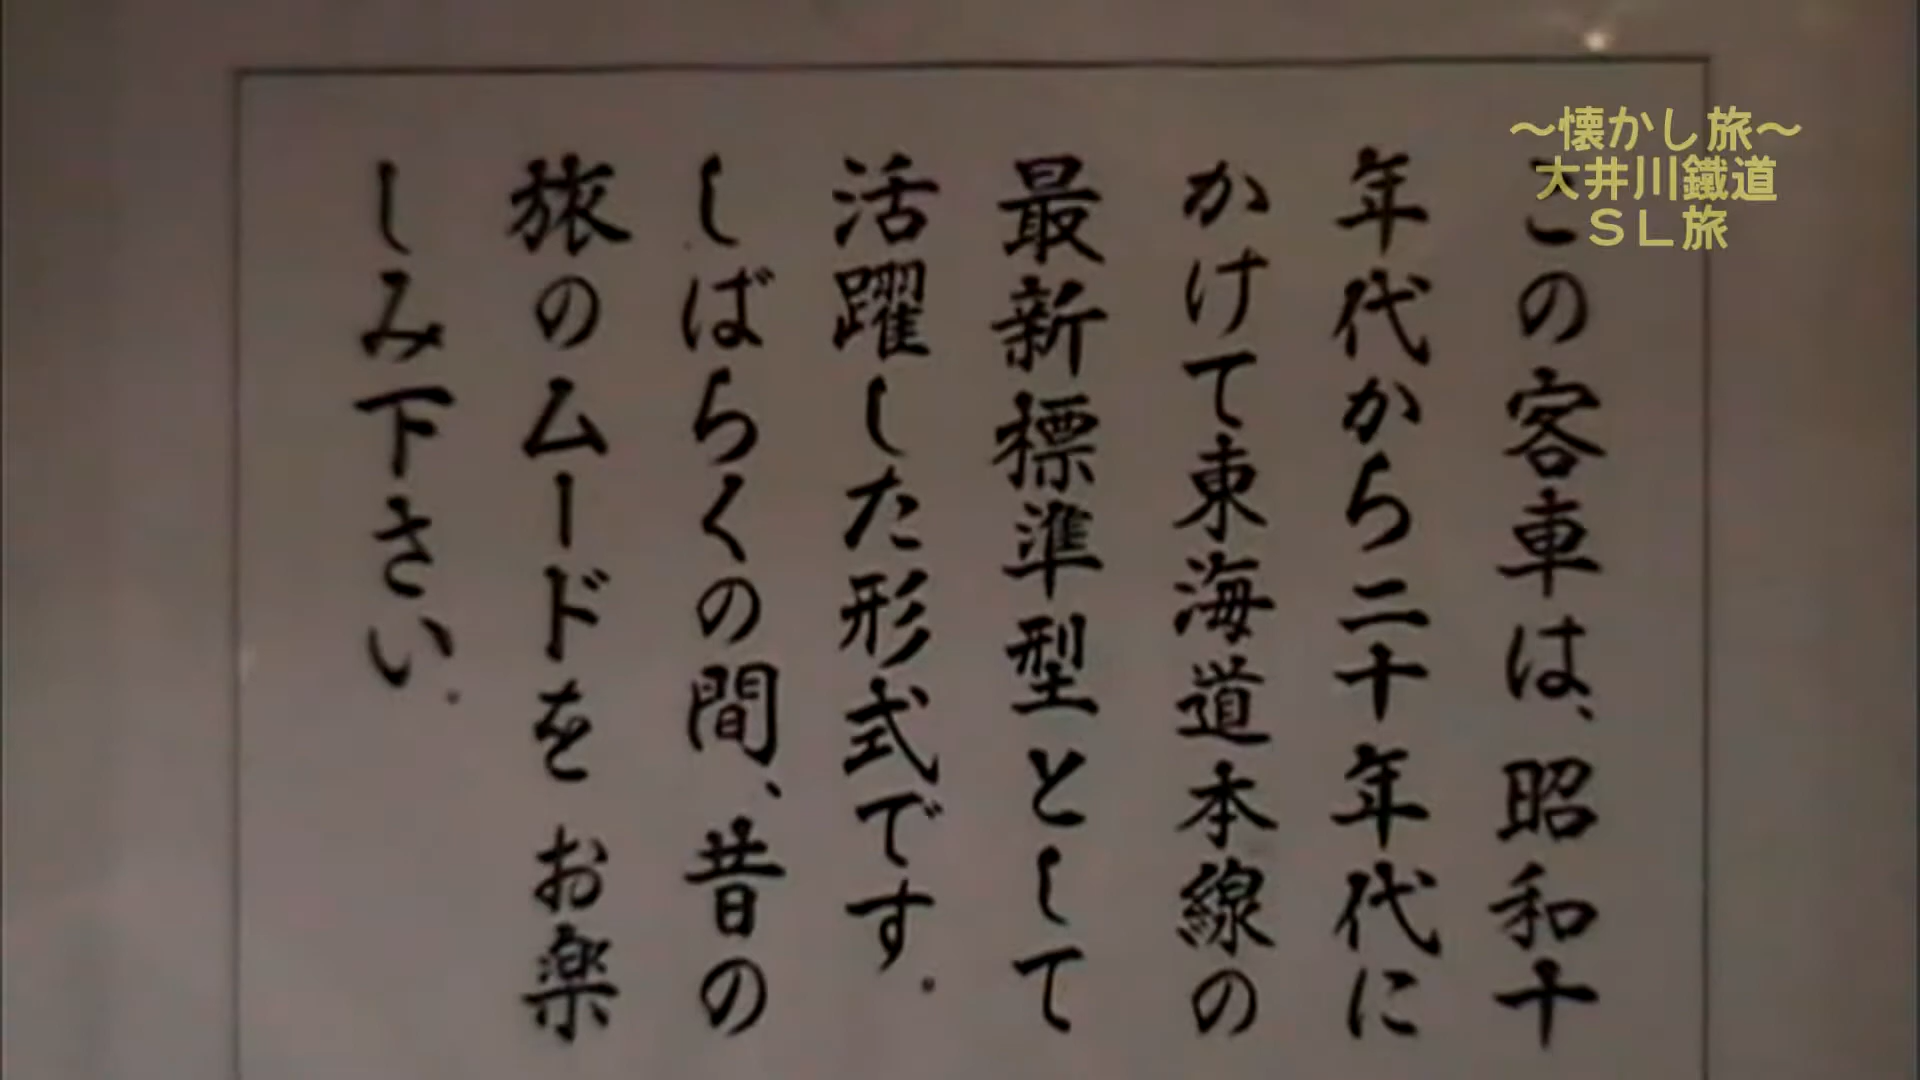 ～懐かし旅～
大井川鐵道
ＳＬ旅
この客車は、昭和十
年代から二十年代に
かけて東海道本線の
最新標準型として
活躍した形式です。
しばらくの間、昔の
旅のムードを お楽
しみ下さい。